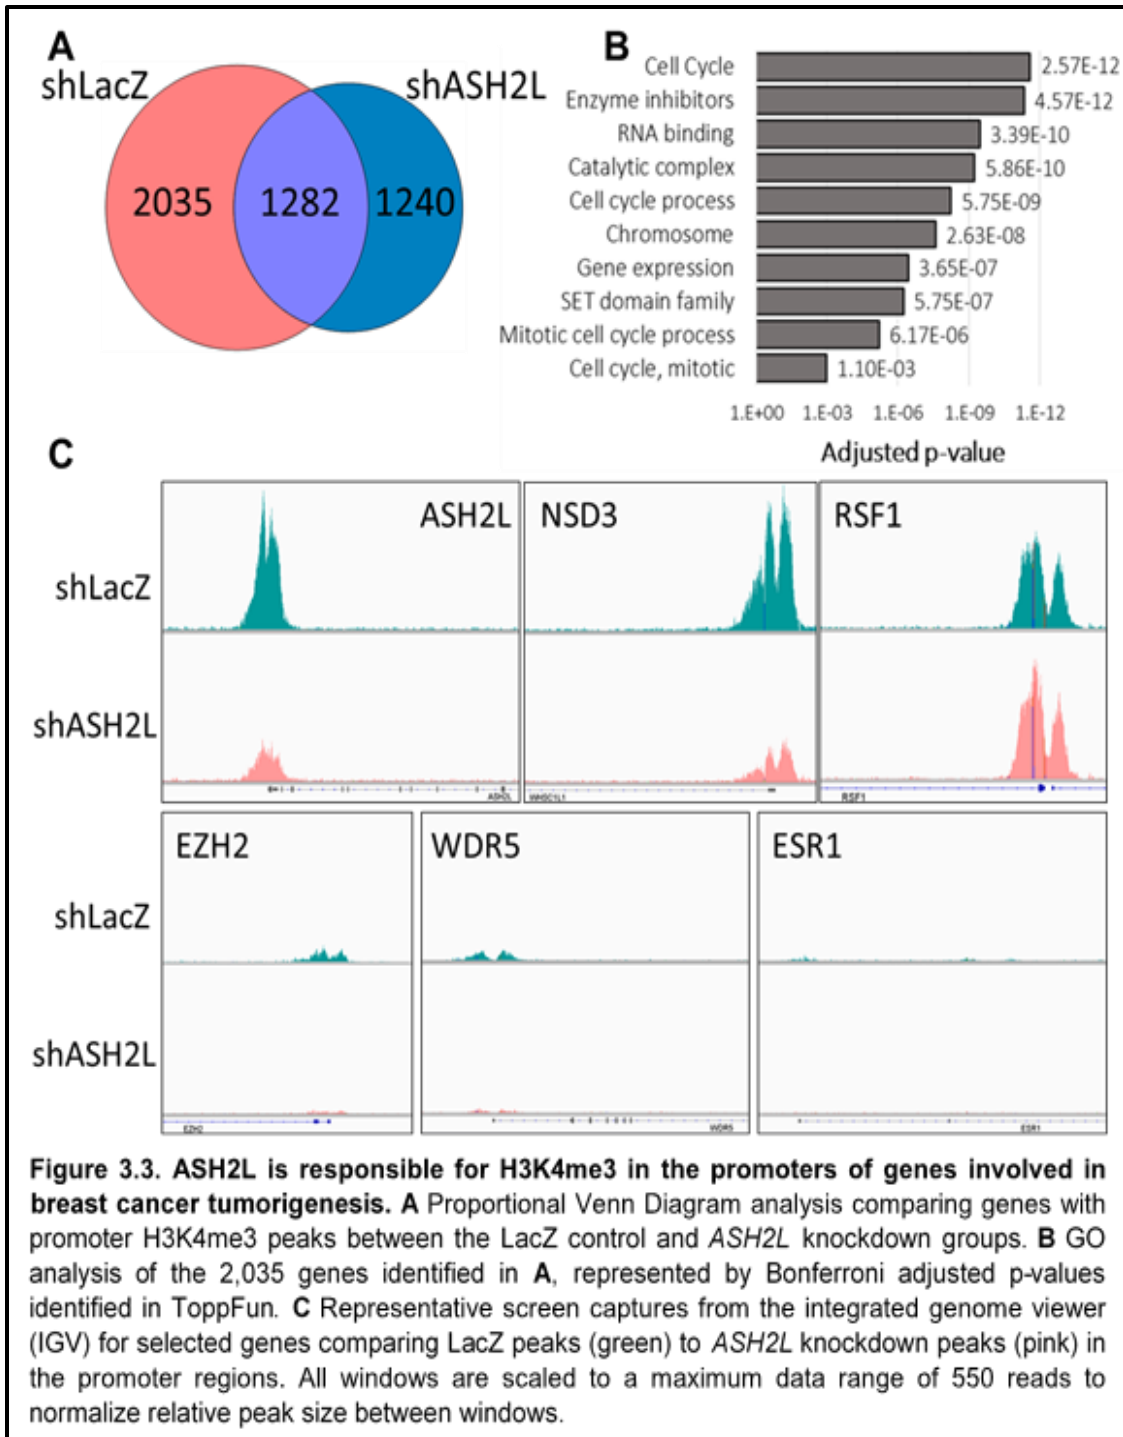 A
shLacZ
shASH2L
2035
1282
1240
B
Cell Cycle 2.57E-12
Enzyme inhibitors 4.57E-12
RNA binding 3.39E-10
Catalytic complex 5.86E-10
Cell cycle process 5.75E-09
Chromosome 2.63E-08
Gene expression 3.65E-07
SET domain family 5.75E-07
Mitotic cell cycle process 6.17E-06
Cell cycle, mitotic 1.10E-03
1.E+00 1.E-03 1.E-06 1.E-09 1.E-12
Adjusted p-value
C
ASH2L NSD3 RSF1
shLacZ
shASH2L
ASH2L WHSC1L1 RSF1
EZH2 WDR5 ESR1
shLacZ
shASH2L
EZH2 WDR5 ESR1
Figure 3.3. ASH2L is responsible for H3K4me3 in the promoters of genes involved in
breast cancer tumorigenesis. A Proportional Venn Diagram analysis comparing genes with
promoter H3K4me3 peaks between the LacZ control and ASH2L knockdown groups. B GO
analysis of the 2,035 genes identified in A, represented by Bonferroni adjusted p-values
identified in ToppFun. C Representative screen captures from the integrated genome viewer
(IGV) for selected genes comparing LacZ peaks (green) to ASH2L knockdown peaks (pink) in
the promoter regions. All windows are scaled to a maximum data range of 550 reads to
normalize relative peak size between windows.